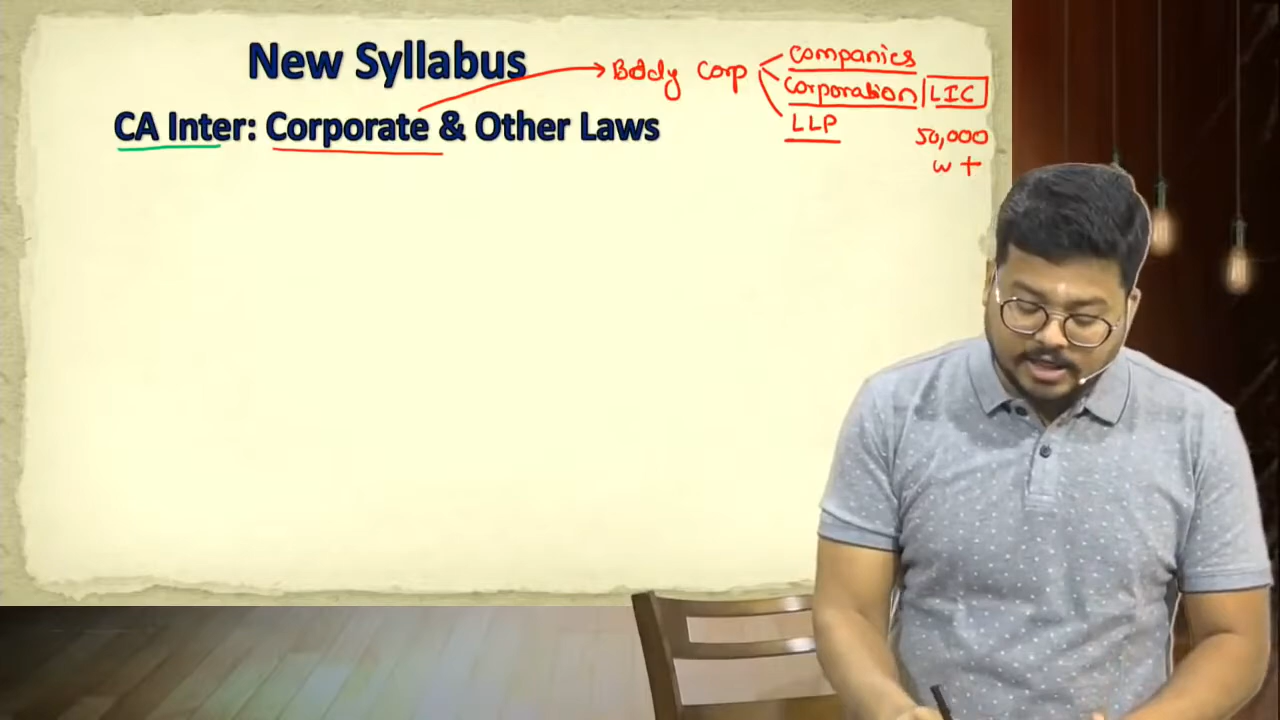 New Syllabus
CA Inter: Corporate & Other Laws
Body Corp
companies
corporation
LIC
LLP
50,000
w +